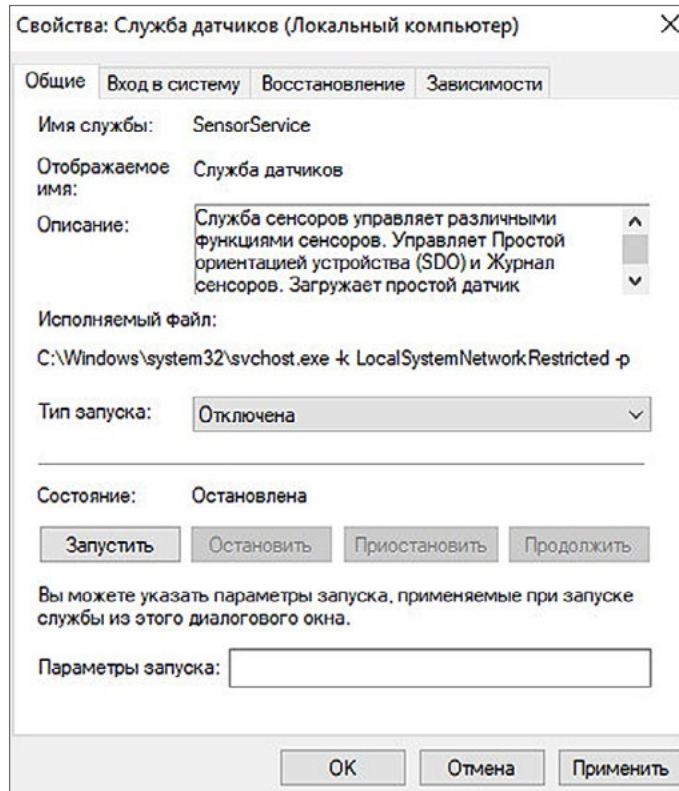 Свойства: Служба датчиков (Локальный компьютер)
Общие Вход в систему Восстановление Зависимости
Имя службы: SensorService
Отображаемое
имя: Служба датчиков
Описание: Служба сенсоров управляет различными
функциями сенсоров. Управляет Простой
ориентацией устройства (SDO) и Журнал
сенсоров. Загружает простой датчик
Исполняемый файл:
C:\Windows\system32\svchost.exe -k LocalSystemNetworkRestricted -p
Тип запуска: Отключена
Состояние: Остановлена
Запустить Остановить Приостановить Продолжить
Вы можете указать параметры запуска, применяемые при запуске
службы из этого диалогового окна.
Параметры запуска:
OK Отмена Применить